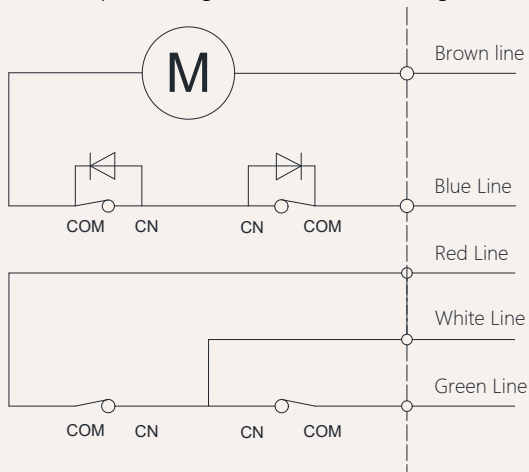 Brown line
M
Blue Line
COM CN CN COM
Red Line
White Line
Green Line
COM CN CN COM